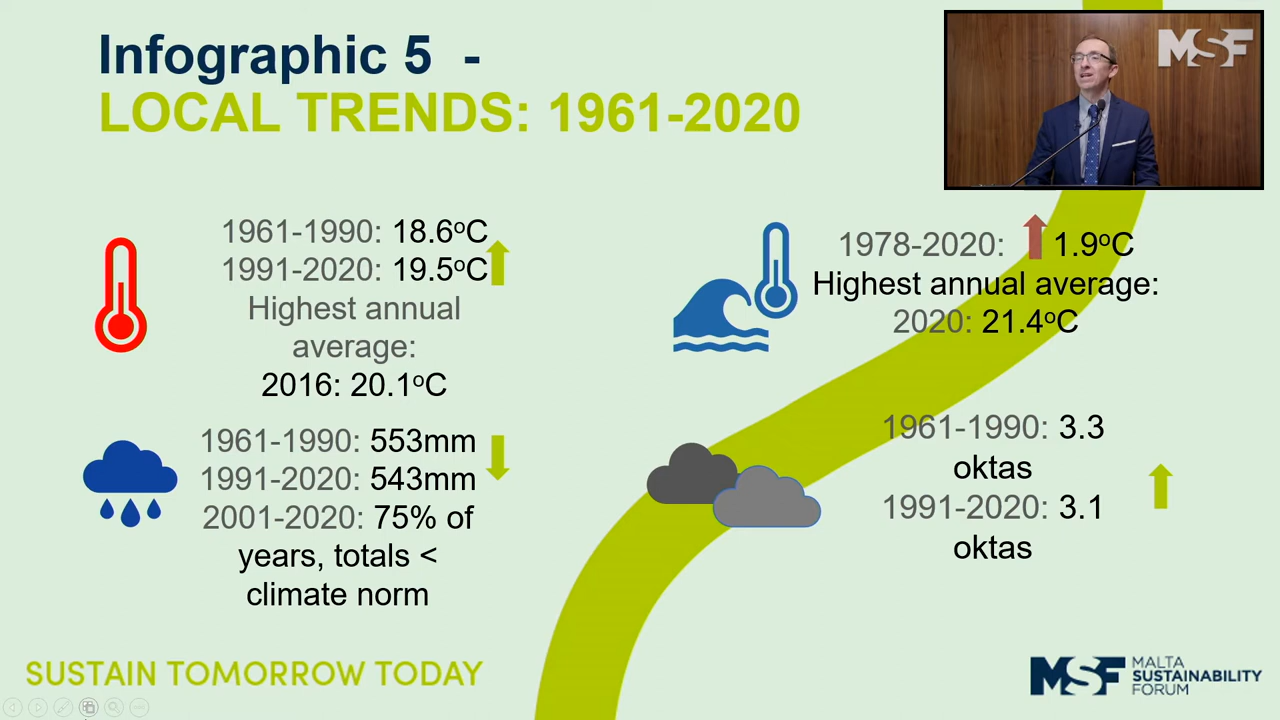 Infographic 5 -
LOCAL TRENDS: 1961-2020
MSF
1961-1990: 18.6ºC
1991-2020: 19.5ºC
Highest annual
average:
2016: 20.1ºC
1978-2020: 1.9ºC
Highest annual average:
2020: 21.4ºC
1961-1990: 553mm
1991-2020: 543mm
2001-2020: 75% of
years, totals <
climate norm
1961-1990: 3.3
oktas
1991-2020: 3.1
oktas
SUSTAIN TOMORROW TODAY
MSF
MALTA
SUSTAINABILITY
FORUM